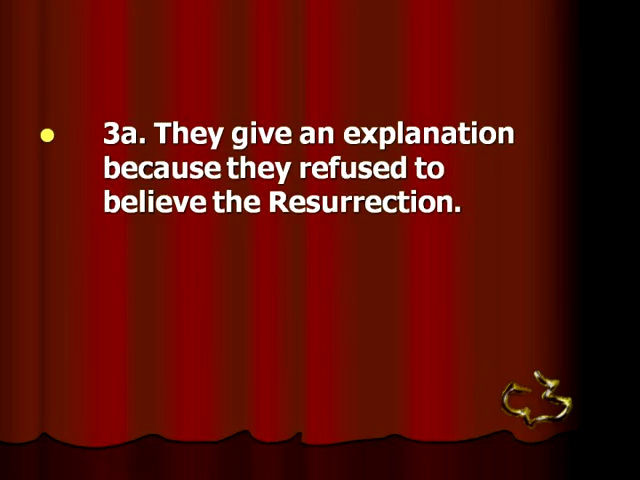 3a. They give an explanation
because they refused to
believe the Resurrection.